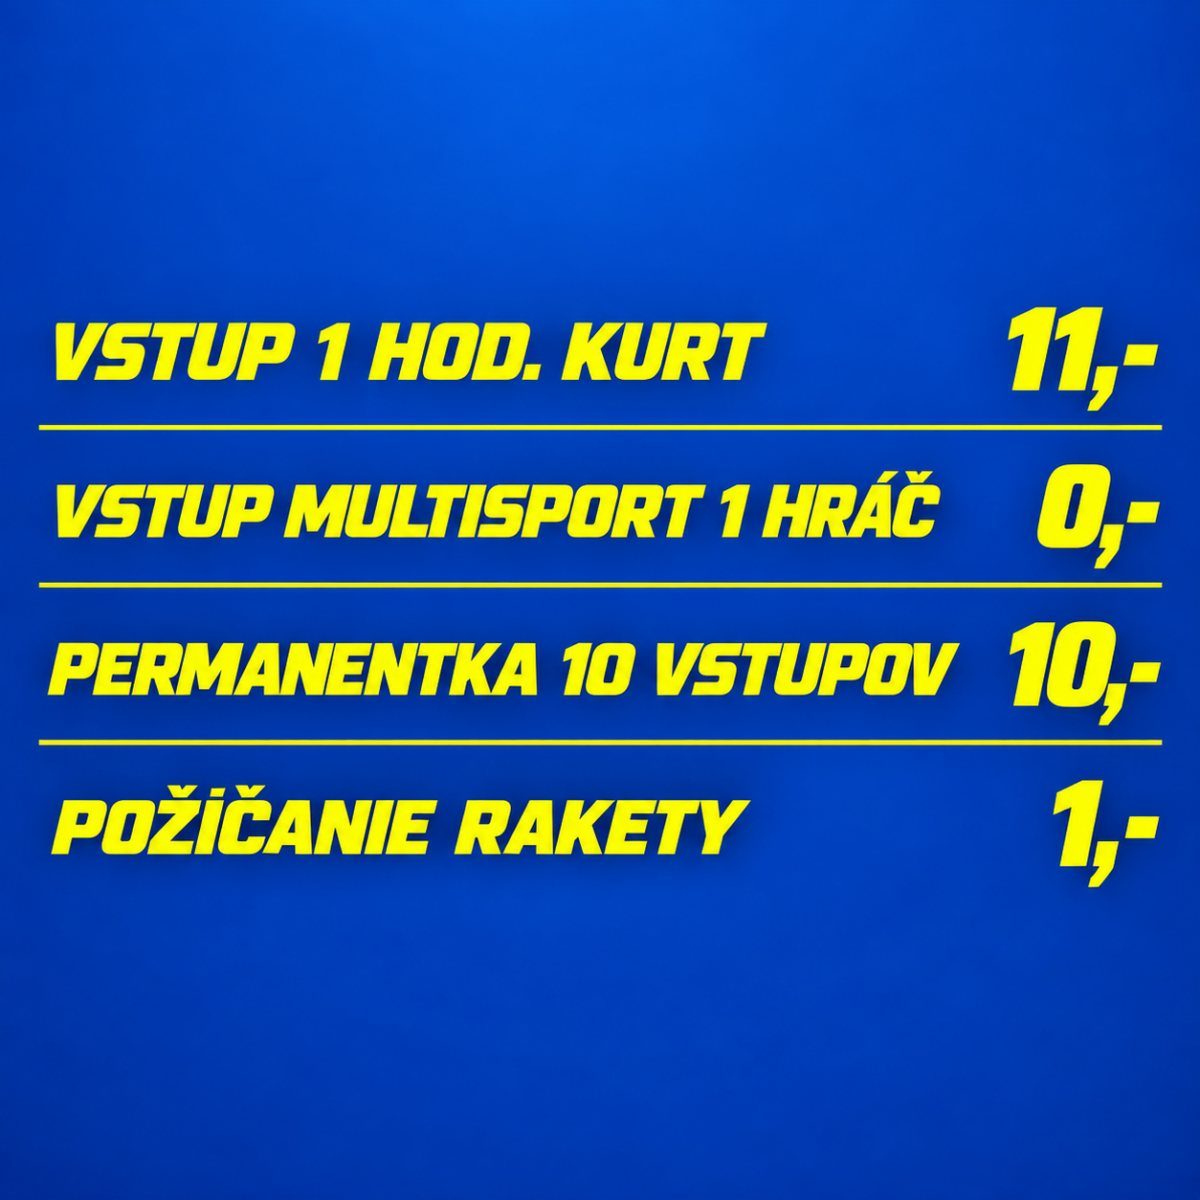 VSTUP 1 HOD. KURT 11,-
VSTUP MULTISPORT 1 HRÁČ 0,-
PERMANENTKA 10 VSTUPOV 10,-
POŽIČANIE RAKETY 1,-